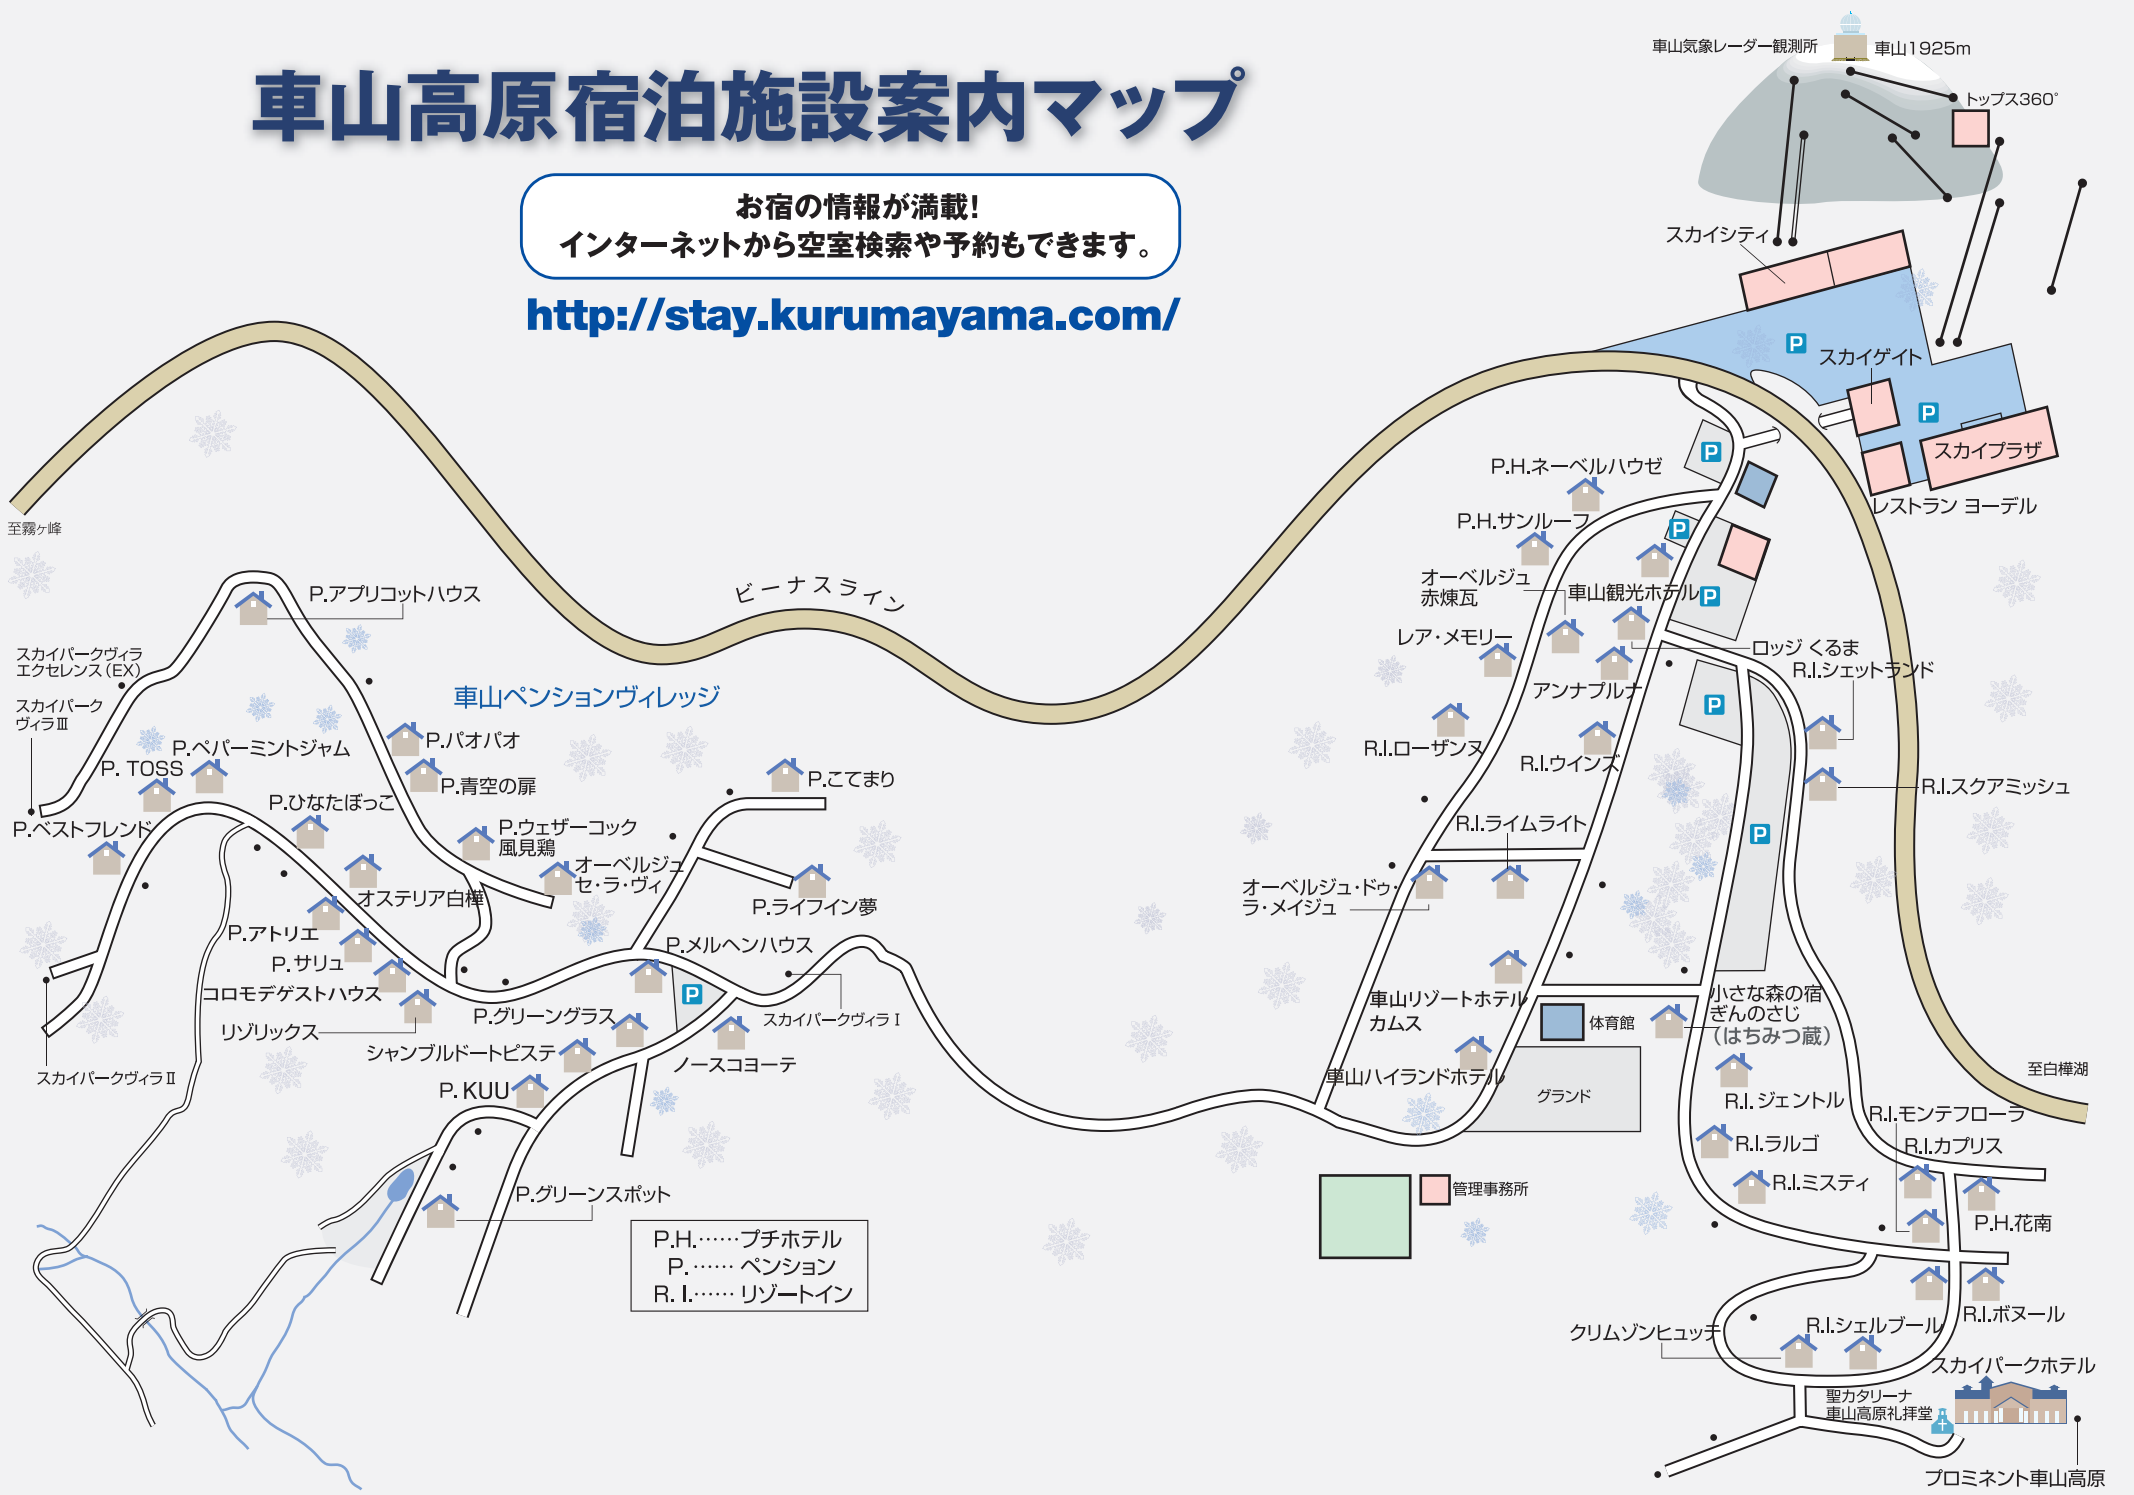 車山高原宿泊施設案内マップ
お宿の情報が満載!
インターネットから空室検索や予約もできます。
http://stay.kurumayama.com/
車山気象レーダー観測所
車山1925m
トップス360°
スカイシティ
P
スカイゲイト
P
スカイプラザ
レストラン ヨーデル
至霧ヶ峰
ビーナスライン
P
P.H.ネーベルハウゼ
P.H.サンルーフ
P
オーベルジュ
赤煉瓦
車山観光ホテル
P
レア・メモリー
ロッジ くるま
R.I.シェットランド
アンナプルナ
P
R.I.ローザンヌ
R.I.ウインズ
R.I.スクアミッシュ
R.I.ライムライト
P
オーベルジュ・ドゥ・
ラ・メイジュ
P.アプリコットハウス
スカイパークヴィラ
エクセレンス(EX)
スカイパーク
ヴィラⅢ
車山ペンションヴィレッジ
P.ペパーミントジャム
P. TOSS
P.パオパオ
P.青空の扉
P.こてまり
P.ひなたぼっこ
P.ベストフレンド
P.ウェザーコック
風見鶏
オーベルジュ
セ・ラ・ヴィ
オステリア白樺
P.ライフイン夢
P.アトリエ
P.メルヘンハウス
P.サリュ
コロモデゲストハウス
P
リゾリックス
P.グリーングラス
スカイパークヴィラⅠ
シャンブルドートピステ
ノースコヨーテ
スカイパークヴィラⅡ
P. KUU
P.グリーンスポット
P.H.……プチホテル
P.…… ペンション
R. I.…… リゾートイン
車山リゾートホテル
カムス
体育館
小さな森の宿
ぎんのさじ
(はちみつ蔵)
車山ハイランドホテル
グランド
至白樺湖
R.I.ジェントル
R.I.モンテフローラ
R.I.ラルゴ
R.I.カプリス
R.I.ミスティ
管理事務所
P.H.花南
R.I.ボヌール
クリムゾンヒュッテ
R.I.シェルブール
スカイパークホテル
聖カタリーナ
車山高原礼拝堂
プロミネント車山高原